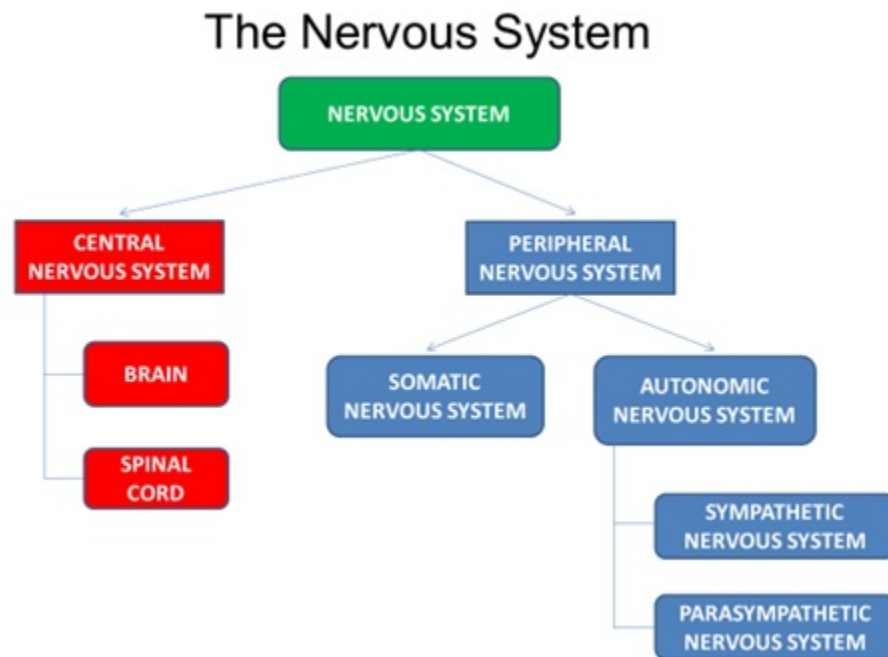 The Nervous System
NERVOUS SYSTEM
CENTRAL
NERVOUS SYSTEM
PERIPHERAL
NERVOUS SYSTEM
BRAIN
SOMATIC
NERVOUS SYSTEM
AUTONOMIC
NERVOUS SYSTEM
SPINAL
CORD
SYMPATHETIC
NERVOUS SYSTEM
PARASYMPATHETIC
NERVOUS SYSTEM